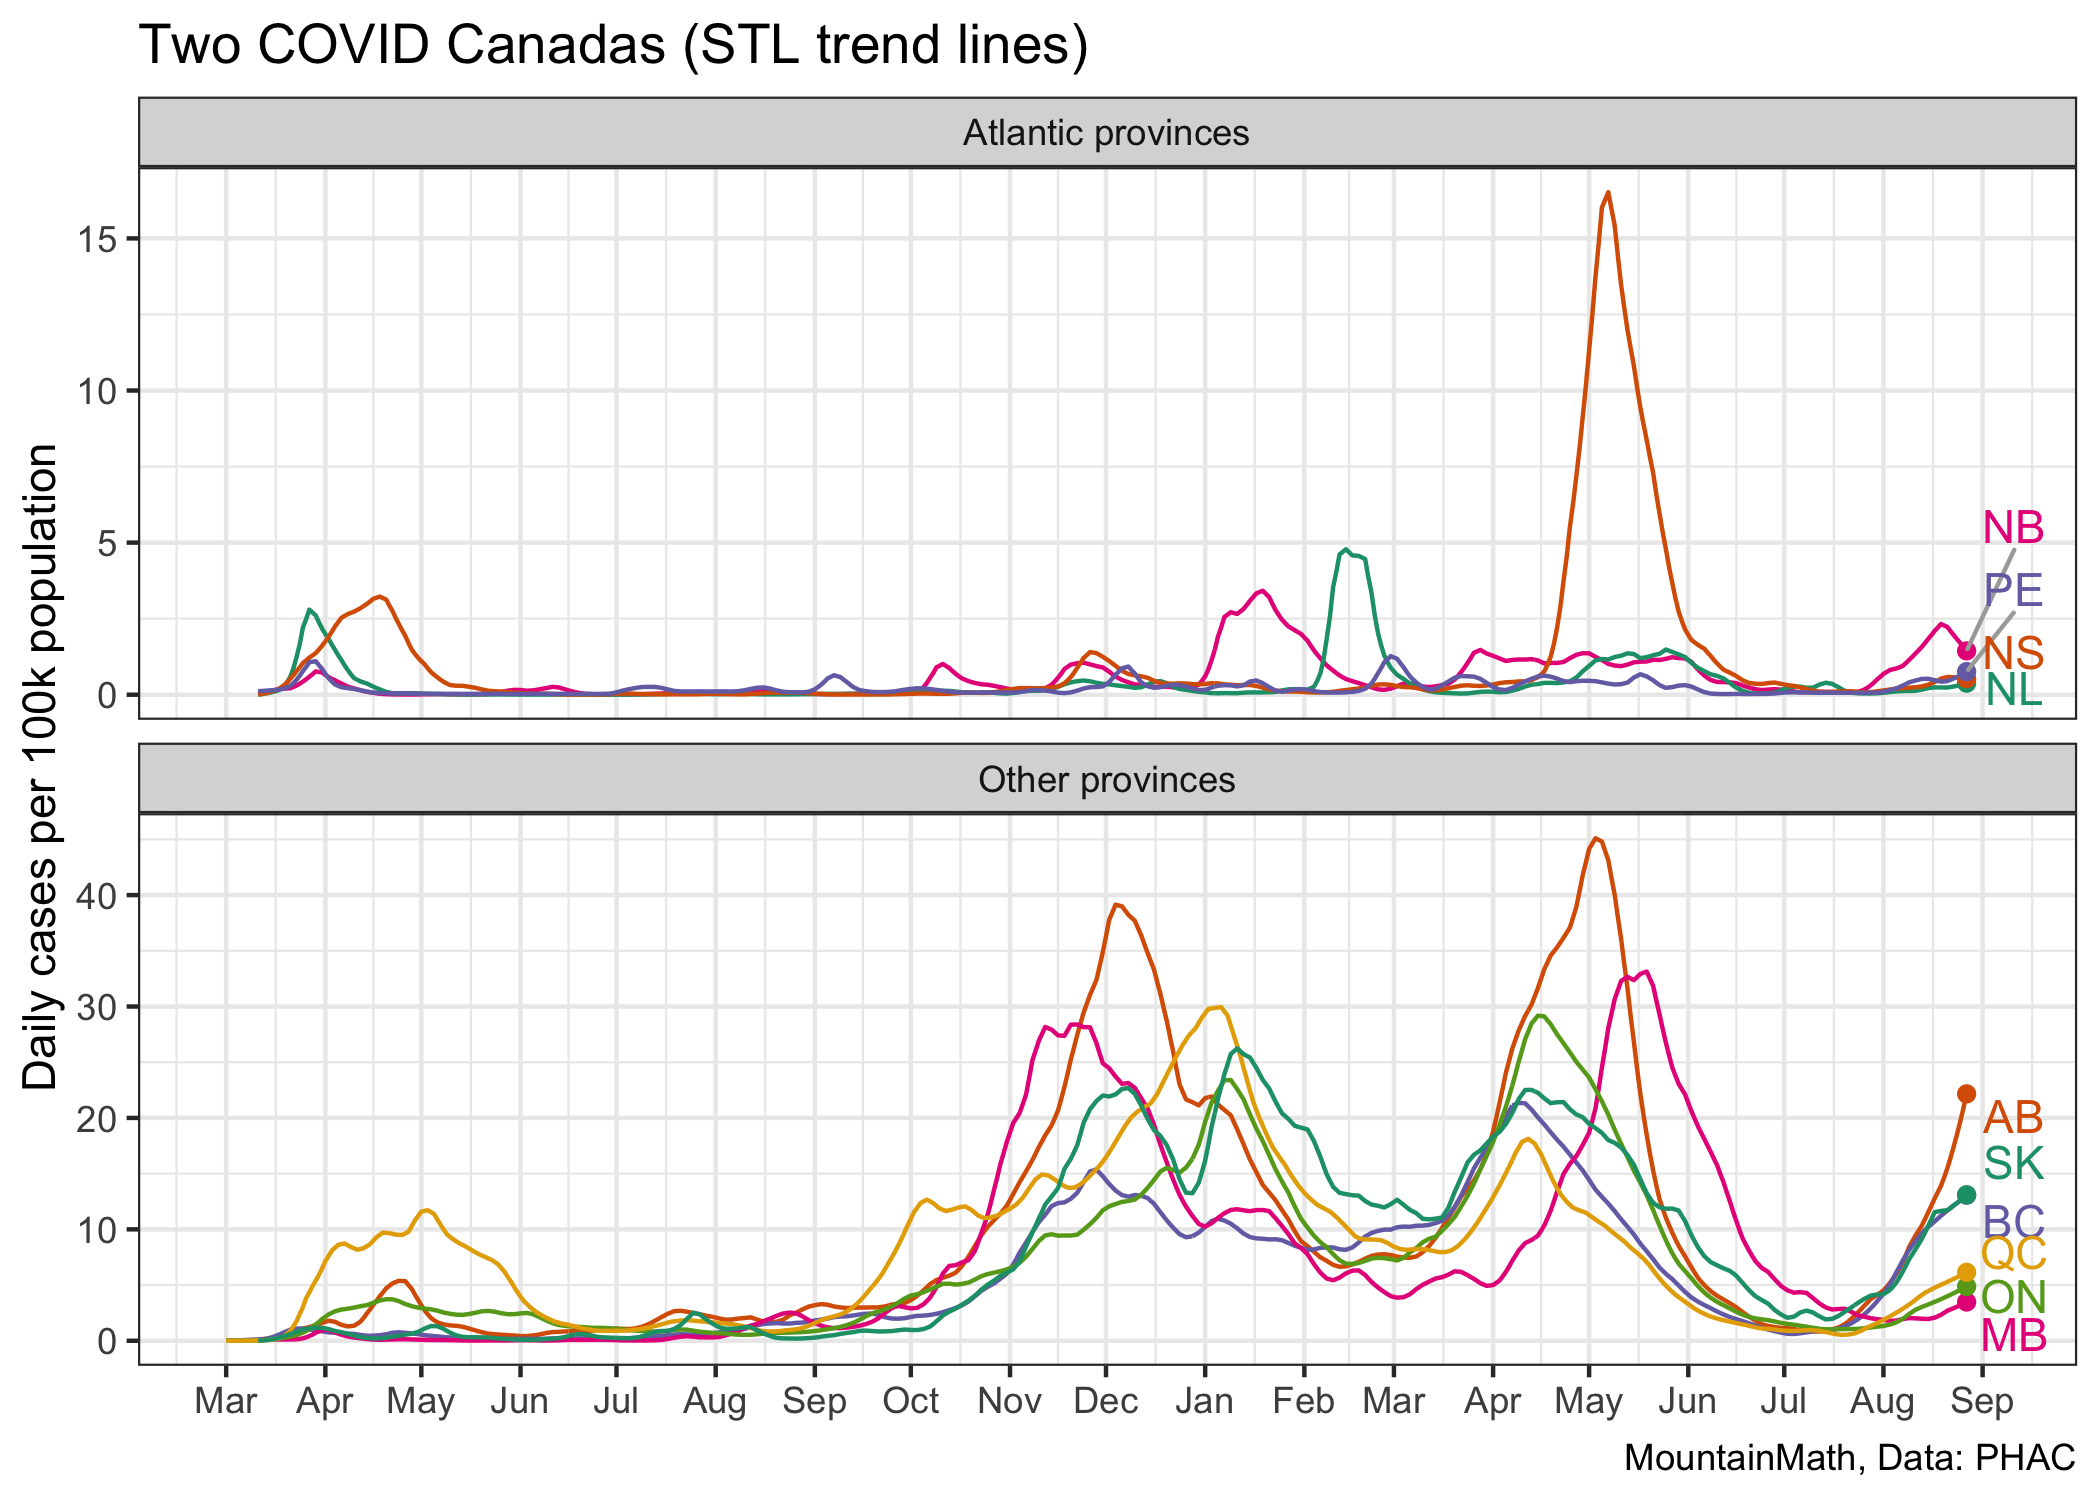 Two COVID Canadas (STL trend lines)
Atlantic provinces
15
10
5
0
NB
PE
NS
NL
Daily cases per 100k population
Other provinces
40
30
20
10
0
AB
SK
BC
QC
ON
MB
Mar Apr May Jun Jul Aug Sep Oct Nov Dec Jan Feb Mar Apr May Jun Jul Aug Sep
MountainMath, Data: PHAC